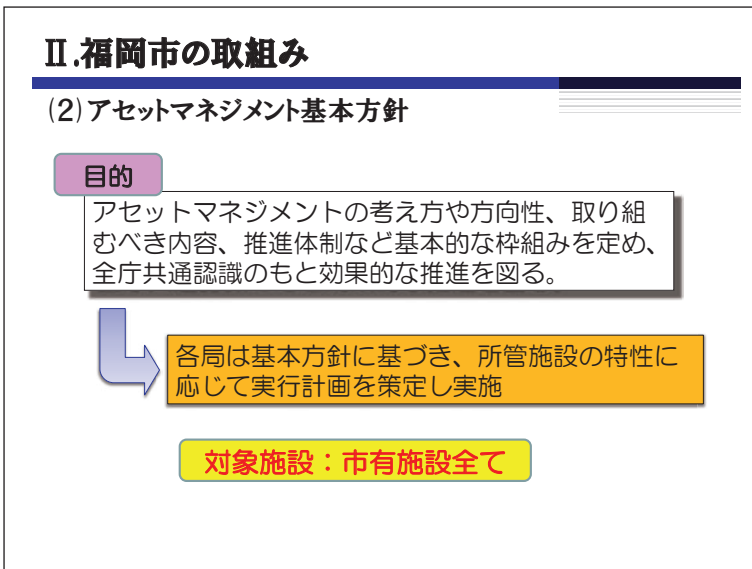 Ⅱ.福岡市の取組み
(2)アセットマネジメント基本方針
目的
アセットマネジメントの考え方や方向性、取り組
むべき内容、推進体制など基本的な枠組みを定め、
全庁共通認識のもと効果的な推進を図る。
各局は基本方針に基づき、所管施設の特性に
応じて実行計画を策定し実施
対象施設：市有施設全て